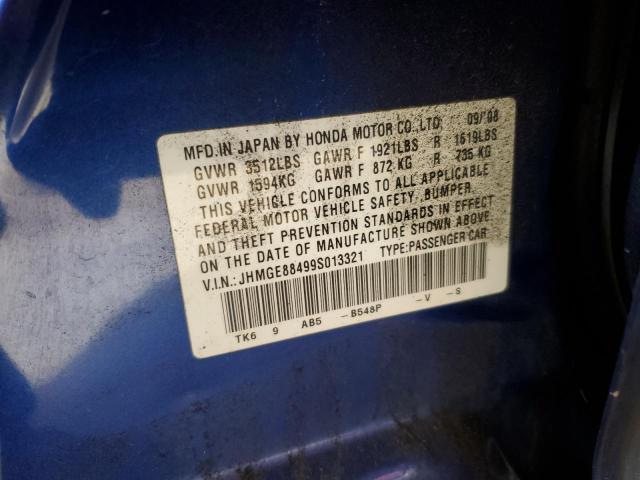 MFD. IN JAPAN BY HONDA MOTOR CO., LTD 09/'08
GVWR 3512LBS GAWR F 1921LBS R 1619LBS
GVWR 1594KG GAWR F 872 KG R 735 KG
THIS VEHICLE CONFORMS TO ALL APPLICABLE
FEDERAL MOTOR VEHICLE SAFETY, BUMPER,
AND THEFT PREVENTION STANDARDS IN EFFECT
ON THE DATE OF MANUFACTURE SHOWN ABOVE.
V.I.N.: JHMGE88499S013321 TYPE:PASSENGER CAR
TK6 9 AB5 -B548P -V -S